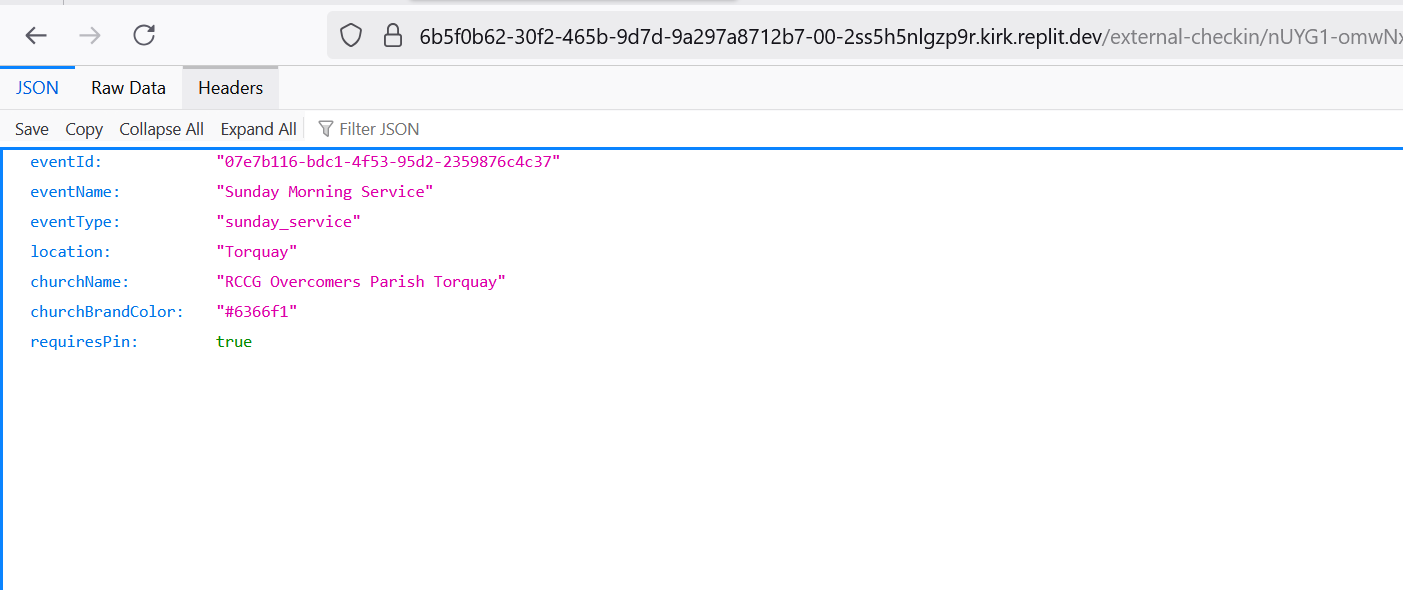 6b5f0b62-30f2-465b-9d7d-9a297a8712b7-00-2ss5h5nlgzp9r.kirk.replit.dev/external-checkin/nUYG1-omwNx
JSON Raw Data Headers
Save Copy Collapse All Expand All Filter JSON
eventId: "07e7b116-bdc1-4f53-95d2-2359876c4c37"
eventName: "Sunday Morning Service"
eventType: "sunday_service"
location: "Torquay"
churchName: "RCCG Overcomers Parish Torquay"
churchBrandColor: "#6366f1"
requiresPin: true